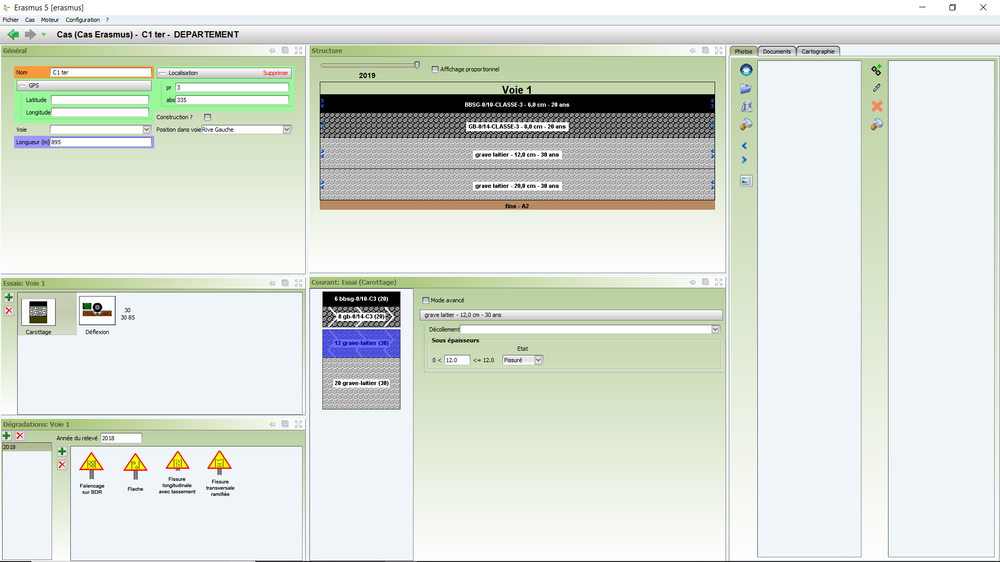 Erasmus 5 [erasmus]
Fichier Cas Moteur Configuration ?
Cas (Cas Erasmus) - C1 ter - DEPARTEMENT
Général
Nom C1 ter
GPS
Latitude
Longitude
Localisation Supprimer
pr 3
abs 335
Construction ?
Voie
Position dans voie Rive Gauche
Longueur (m) 895
Structure
2019
Affichage proportionnel
Voie 1
BBSG-0/10-CLASSE-3 - 6,0 cm - 20 ans
GB-0/14-CLASSE-3 - 8,0 cm - 20 ans
grave laitier - 12,0 cm - 30 ans
grave laitier - 20,0 cm - 30 ans
fins - A2
Photos Documents Cartographie
Essais: Voie 1
Carottage
Déflexion
30
30 85
Courant: Essai (Carottage)
6 bbsg-0/10-C3 (20)
8 gb-0/14-C3 (20)
12 grave-laitier (30)
20 grave-laitier (30)
Mode avancé
grave laitier - 12,0 cm - 30 ans
Décollement
Sous épaisseurs
Etat
0 < 12.0 <= 12.0 Fissuré
Dégradations: Voie 1
Année du relevé 2018
2018
Faïencage
sur BDR
Flache
Fissure
longitudinale
avec tassement
Fissure
transversale
ramifiée